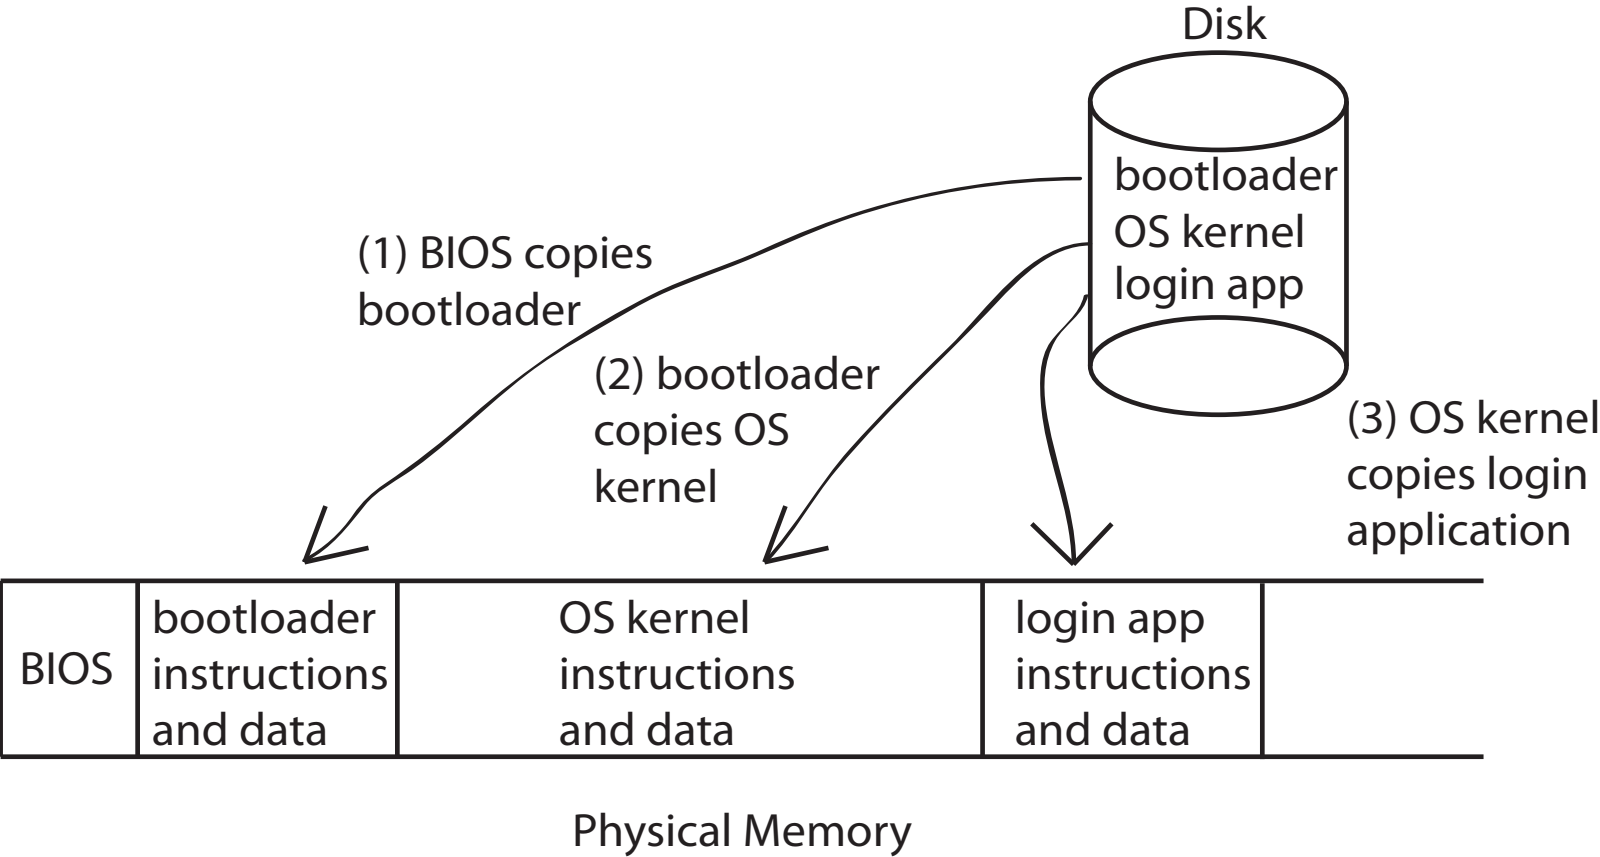 Disk
bootloader
OS kernel
login app
(1) BIOS copies
bootloader
(2) bootloader
copies OS
kernel
(3) OS kernel
copies login
application
BIOS
bootloader
instructions
and data
OS kernel
instructions
and data
login app
instructions
and data
Physical Memory